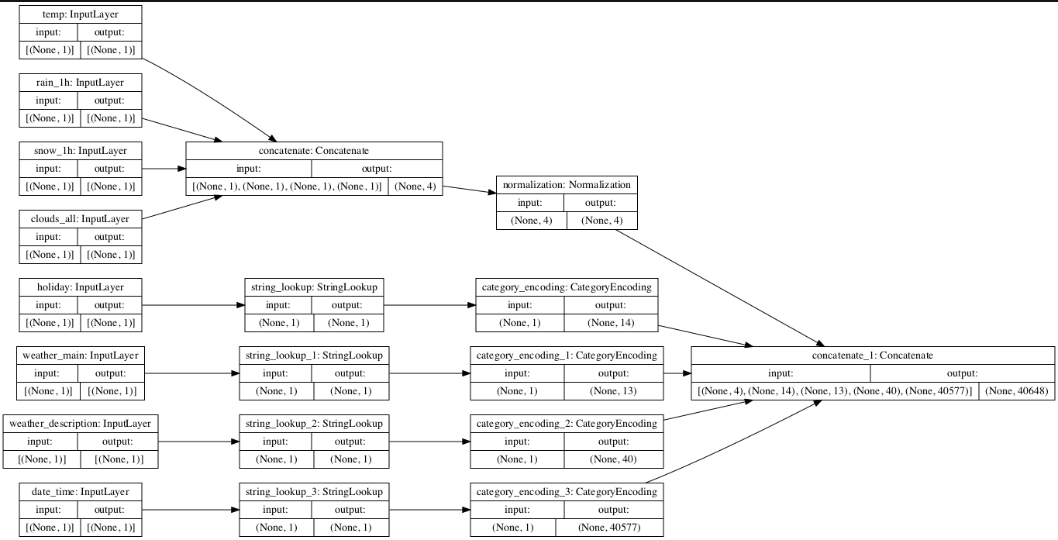 temp: InputLayer
input: output:
[(None, 1)] [(None, 1)]
rain_1h: InputLayer
input: output:
[(None, 1)] [(None, 1)]
snow_1h: InputLayer
input: output:
[(None, 1)] [(None, 1)]
clouds_all: InputLayer
input: output:
[(None, 1)] [(None, 1)]
concatenate: Concatenate
input: output:
[(None, 1), (None, 1), (None, 1), (None, 1)] (None, 4)
normalization: Normalization
input: output:
(None, 4) (None, 4)
holiday: InputLayer
input: output:
[(None, 1)] [(None, 1)]
string_lookup: StringLookup
input: output:
(None, 1) (None, 1)
category_encoding: CategoryEncoding
input: output:
(None, 1) (None, 14)
weather_main: InputLayer
input: output:
[(None, 1)] [(None, 1)]
string_lookup_1: StringLookup
input: output:
(None, 1) (None, 1)
category_encoding_1: CategoryEncoding
input: output:
(None, 1) (None, 13)
concatenate_1: Concatenate
input: output:
[(None, 4), (None, 14), (None, 13), (None, 40), (None, 40577)] (None, 40648)
weather_description: InputLayer
input: output:
[(None, 1)] [(None, 1)]
string_lookup_2: StringLookup
input: output:
(None, 1) (None, 1)
category_encoding_2: CategoryEncoding
input: output:
(None, 1) (None, 40)
date_time: InputLayer
input: output:
[(None, 1)] [(None, 1)]
string_lookup_3: StringLookup
input: output:
(None, 1) (None, 1)
category_encoding_3: CategoryEncoding
input: output:
(None, 1) (None, 40577)